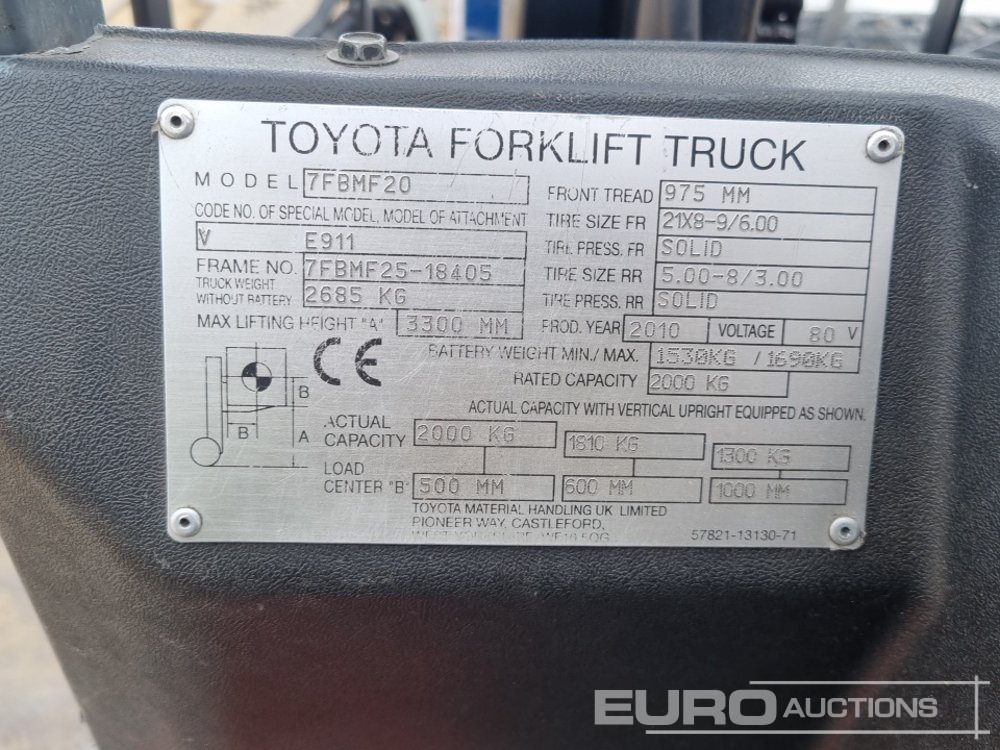 TOYOTA FORKLIFT TRUCK
MODEL 7FBMF20
CODE NO. OF SPECIAL MODEL, MODEL OF ATTACHMENT
V E911
FRAME NO. 7FBMF25-18405
TRUCK WEIGHT
WITHOUT BATTERY 2685 KG
MAX LIFTING HEIGHT "A" 3300 MM
FRONT TREAD 975 MM
TIRE SIZE FR 21X8-9/6.00
TIRE PRESS. FR SOLID
TIRE SIZE RR 5.00-8/3.00
TIRE PRESS. RR SOLID
PROD. YEAR 2010 VOLTAGE 80 V
BATTERY WEIGHT MIN./MAX. 1530KG /1690KG
RATED CAPACITY 2000 KG
CE
B
B
A
ACTUAL CAPACITY WITH VERTICAL UPRIGHT EQUIPPED AS SHOWN.
ACTUAL
CAPACITY 2000 KG 1810 KG 1300 KG
LOAD
CENTER "B" 500 MM 600 MM 1000 MM
TOYOTA MATERIAL HANDLING UK LIMITED
PIONEER WAY, CASTLEFORD,
57821-13130-71
EURO AUCTIONS